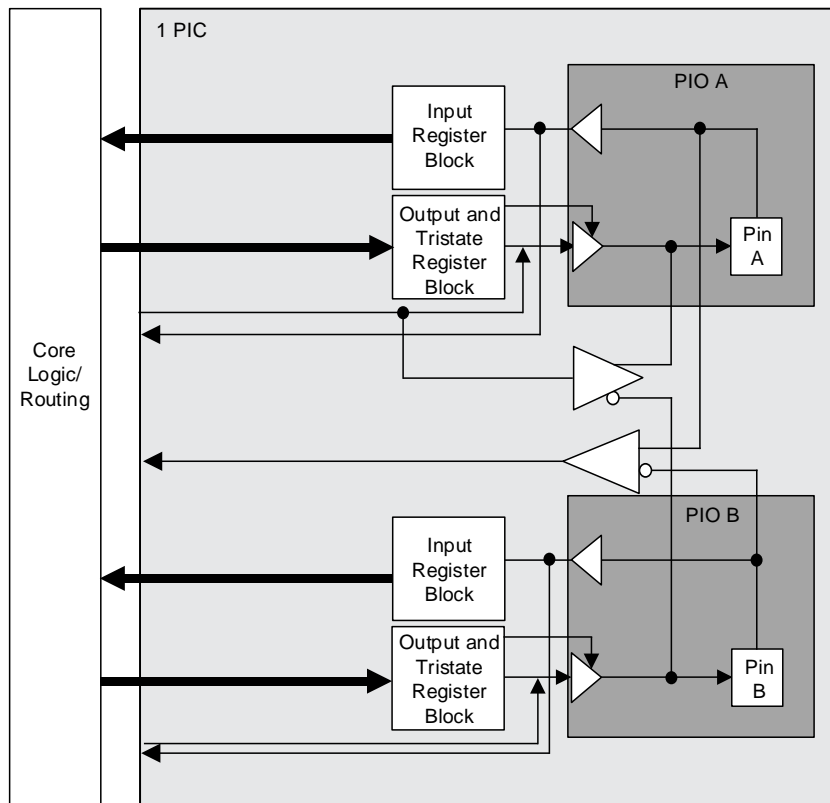 1 PIC
PIO A
Input
Register
Block
Output and
Tristate
Register
Block
Pin
A
Core
Logic/
Routing
PIO B
Input
Register
Block
Output and
Tristate
Register
Block
Pin
B